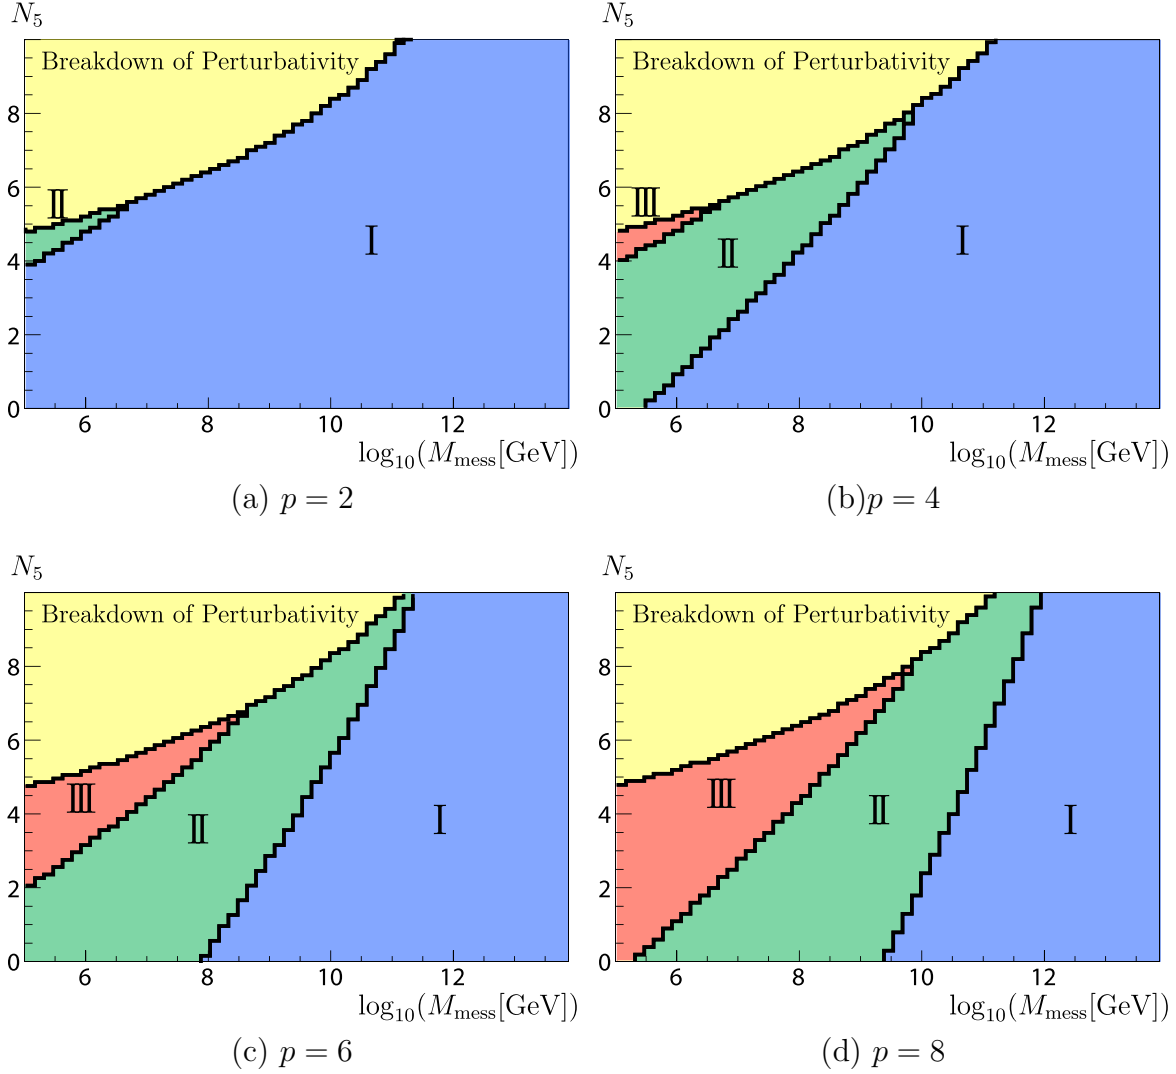 N5 N5
Breakdown of Perturbativity Breakdown of Perturbativity
8 8
6 II 6 III
I II I
4 4
2 2
0 0
6 8 10 12 6 8 10 12
log10(Mmess[GeV]) log10(Mmess[GeV])
(a) p = 2 (b)p = 4
N5 N5
Breakdown of Perturbativity Breakdown of Perturbativity
8 8
6 6
III III
4 II I 4 II I
2 2
0 0
6 8 10 12 6 8 10 12
log10(Mmess[GeV]) log10(Mmess[GeV])
(c) p = 6 (d) p = 8